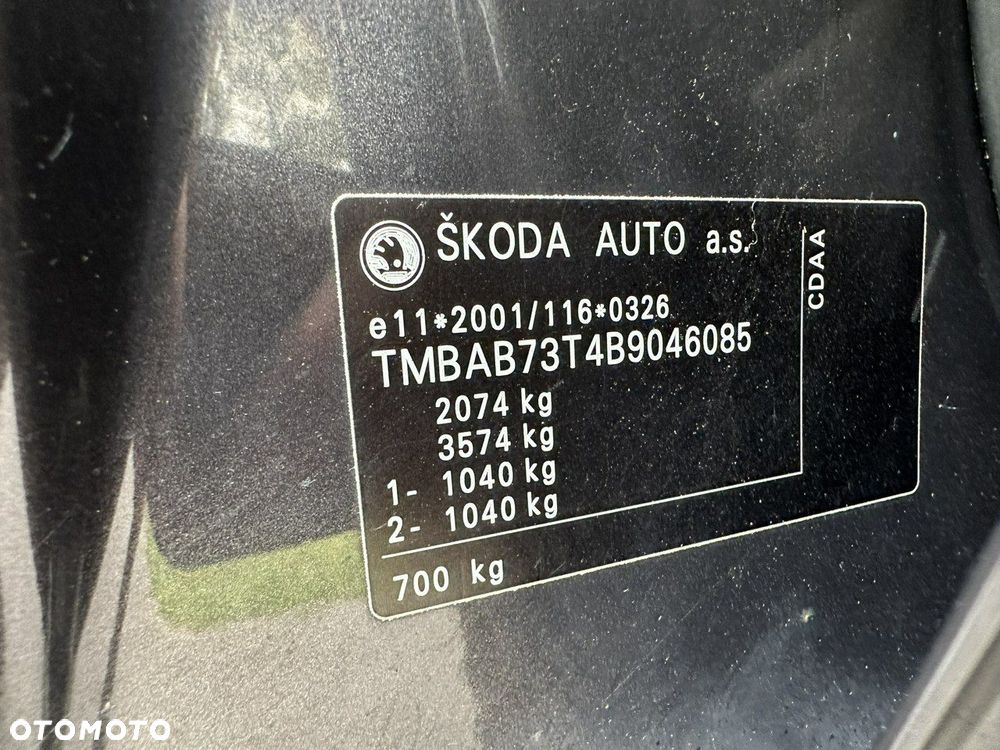 ŠKODA AUTO a.s.
CDAA
e11*2001/116*0326
TMBAB73T4B9046085
2074 kg
3574 kg
1- 1040 kg
2- 1040 kg
700 kg
OTOMOTO